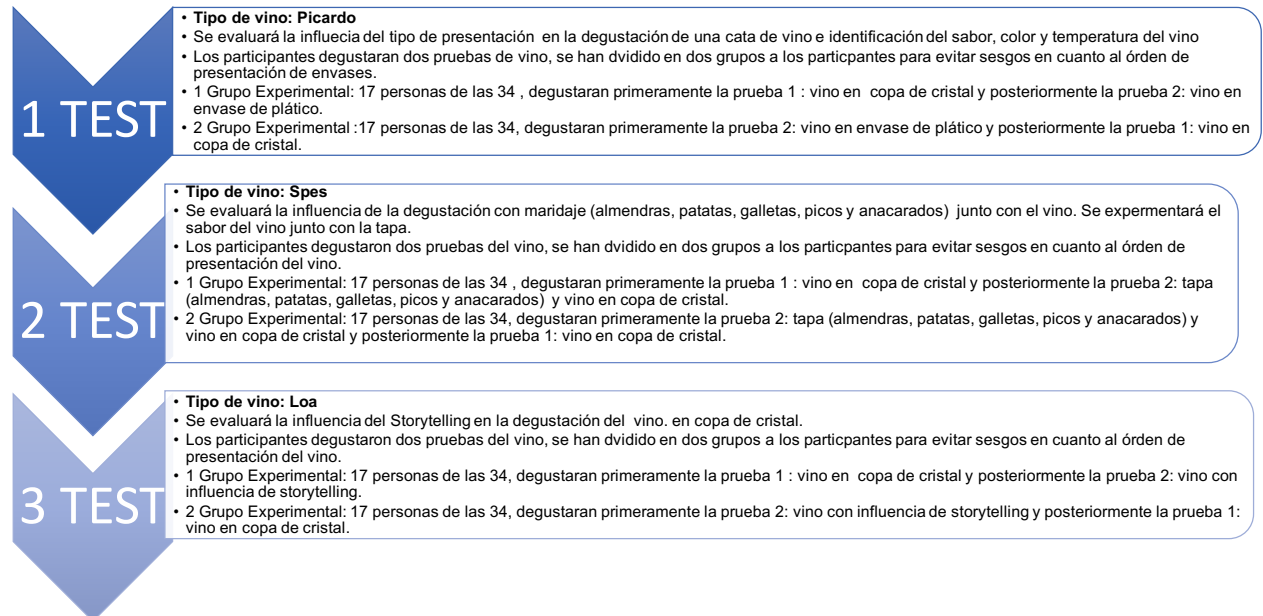 1 TEST
• Tipo de vino: Picardo
• Se evaluará la influecia del tipo de presentación en la degustación de una cata de vino e identificación del sabor, color y temperatura del vino
• Los participantes degustaran dos pruebas de vino, se han dvidido en dos grupos a los particpantes para evitar sesgos en cuanto al órden de
presentación de envases.
• 1 Grupo Experimental: 17 personas de las 34 , degustaran primeramente la prueba 1 : vino en copa de cristal y posteriormente la prueba 2: vino en
envase de plático.
• 2 Grupo Experimental :17 personas de las 34, degustaran primeramente la prueba 2: vino en envase de plático y posteriormente la prueba 1: vino en
copa de cristal.
2 TEST
• Tipo de vino: Spes
• Se evaluará la influencia de la degustación con maridaje (almendras, patatas, galletas, picos y anacarados) junto con el vino. Se expermentará el
sabor del vino junto con la tapa.
• Los participantes degustaron dos pruebas del vino, se han dvidido en dos grupos a los particpantes para evitar sesgos en cuanto al órden de
presentación del vino.
• 1 Grupo Experimental: 17 personas de las 34 , degustaran primeramente la prueba 1 : vino en copa de cristal y posteriormente la prueba 2: tapa
(almendras, patatas, galletas, picos y anacarados) y vino en copa de cristal.
• 2 Grupo Experimental: 17 personas de las 34, degustaran primeramente la prueba 2: tapa (almendras, patatas, galletas, picos y anacarados) y
vino en copa de cristal y posteriormente la prueba 1: vino en copa de cristal.
3 TEST
• Tipo de vino: Loa
• Se evaluará la influencia del Storytelling en la degustación del vino. en copa de cristal.
• Los participantes degustaron dos pruebas del vino, se han dvidido en dos grupos a los particpantes para evitar sesgos en cuanto al órden de
presentación del vino.
• 1 Grupo Experimental: 17 personas de las 34, degustaran primeramente la prueba 1 : vino en copa de cristal y posteriormente la prueba 2: vino con
influencia de storytelling.
• 2 Grupo Experimental: 17 personas de las 34, degustaran primeramente la prueba 2: vino con influencia de storytelling y posteriormente la prueba 1:
vino en copa de cristal.